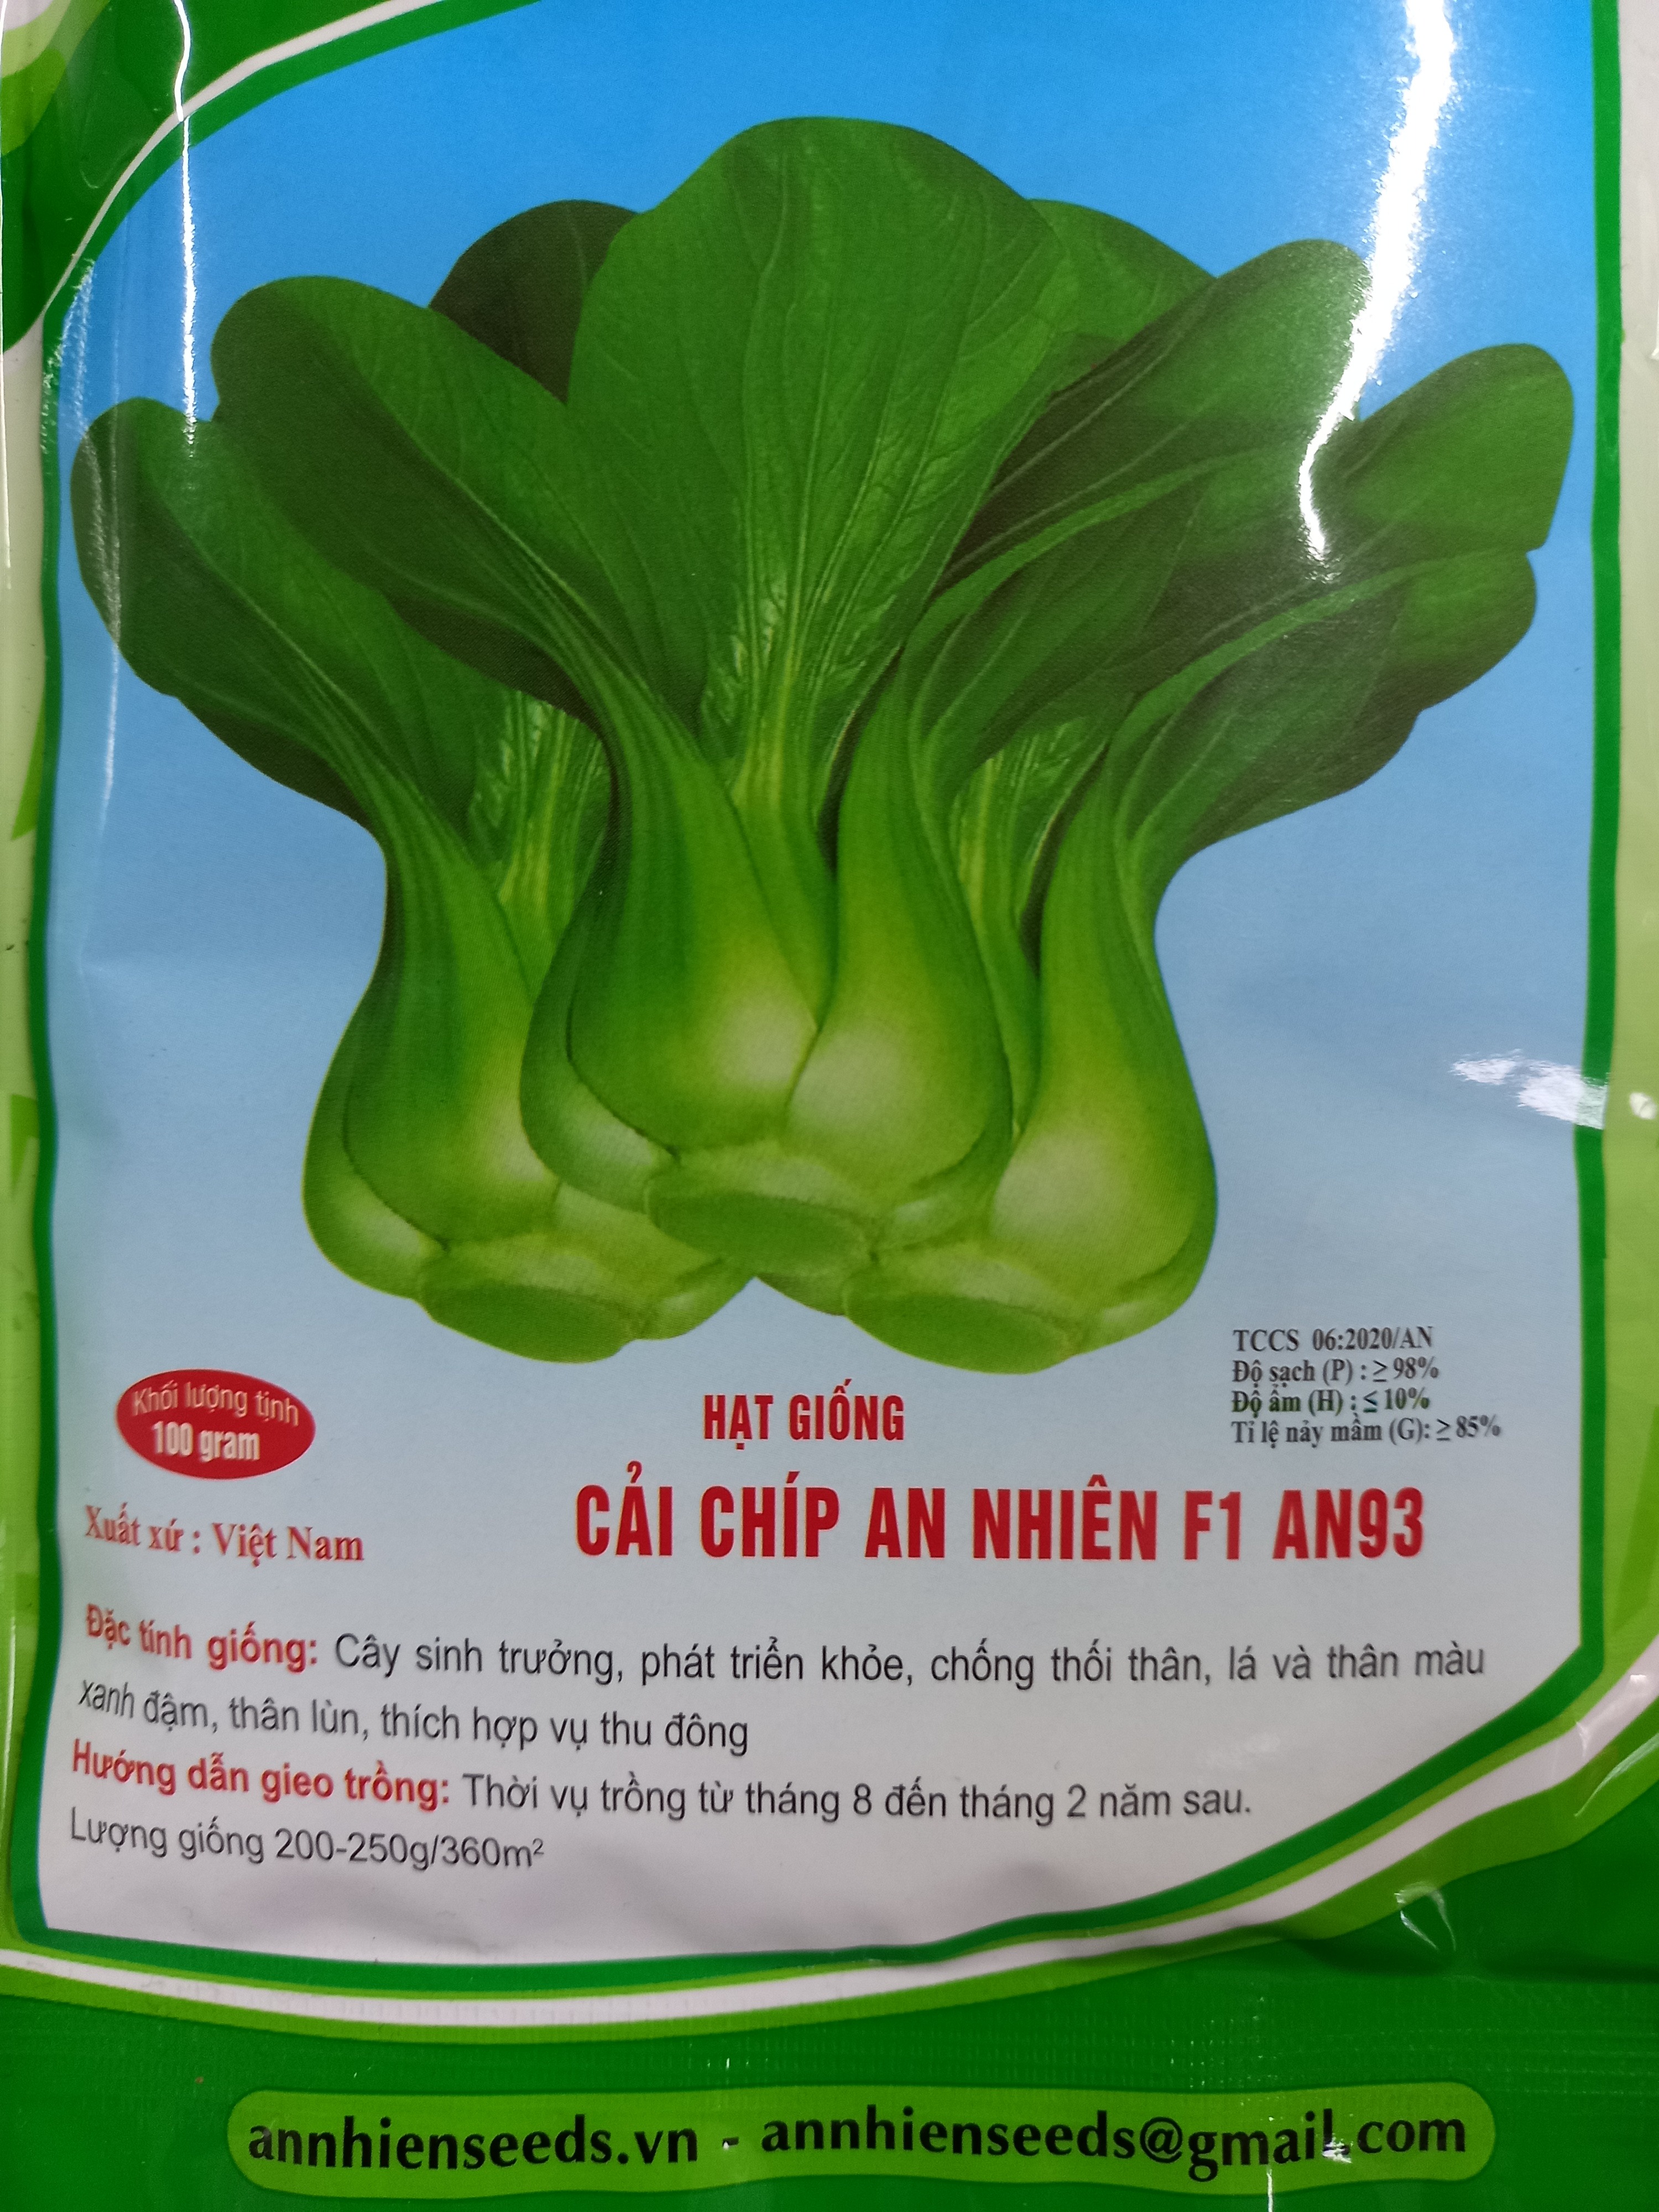 TCCS 06:2020/AN
Độ sạch (P) : ≥ 98%
Độ ẩm (H) : ≤ 10%
Tỉ lệ nảy mầm (G): ≥ 85%
Khối lượng tịnh
100 gram
HẠT GIỐNG
CẢI CHÍP AN NHIÊN F1 AN93
Xuất xứ : Việt Nam
Đặc tính giống: Cây sinh trưởng, phát triển khỏe, chống thối thân, lá và thân màu
xanh đậm, thân lùn, thích hợp vụ thu đông
Hướng dẫn gieo trồng: Thời vụ trồng từ tháng 8 đến tháng 2 năm sau.
Lượng giống 200-250g/360m²
annhienseeds.vn - annhienseeds@gmail.com